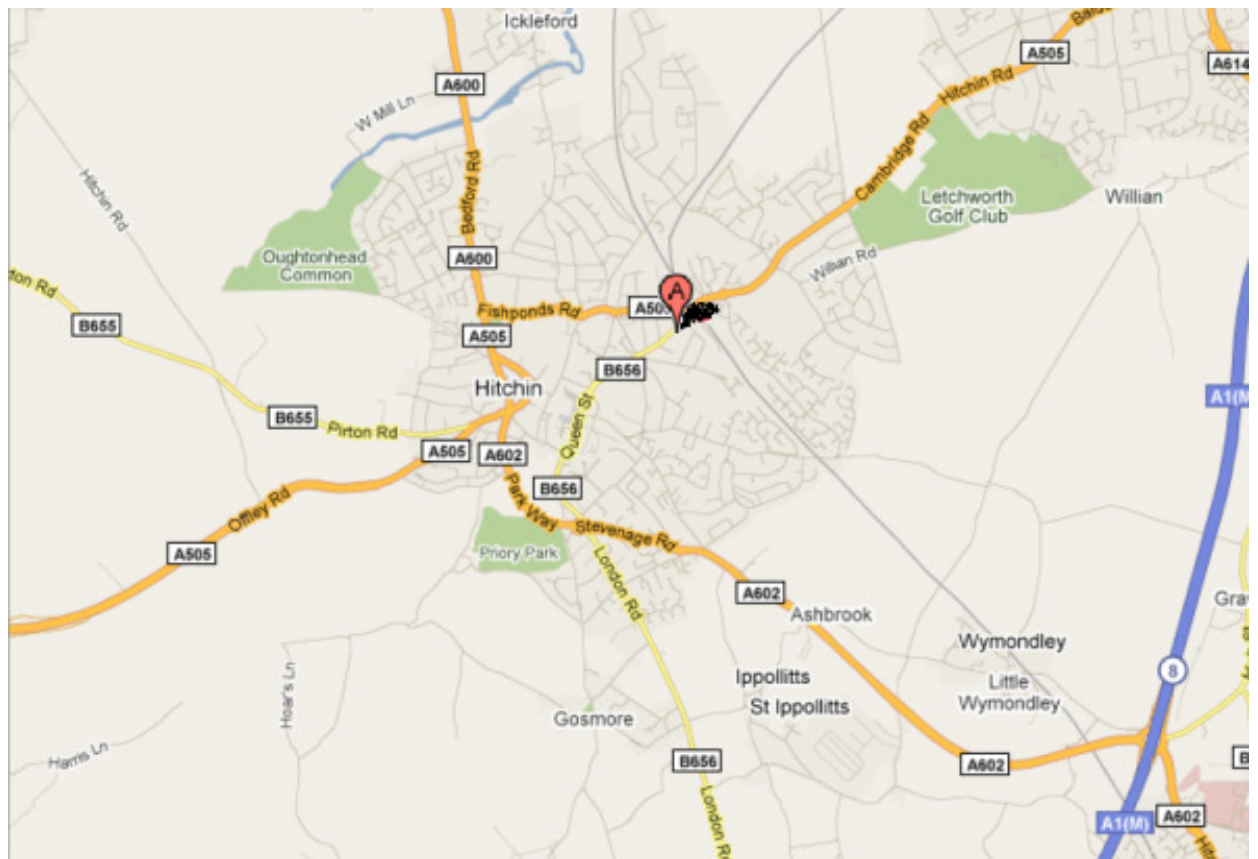 Ickleford
A505
A600
W Mill Ln
Hitchin Rd
Cambridge Rd
Bedford Rd
Hitchin Rd
Letchworth
Golf Club
Willian
Oughtonhead
Common
A600
Willian Rd
A
Fishponds Rd
A505
B655
A505
B656
Hitchin
B655
Pirton Rd
Queen St
A505
A602
B656
Offley Rd
Park Way
Stevenage Rd
A505
Priory Park
London Rd
A602
Ashbrook
Wymondley
8
Ippollitts
Little
Wymondley
St Ippollitts
Hoar's Ln
Gosmore
Harris Ln
B656
A602
London Rd
A1(M)
A602